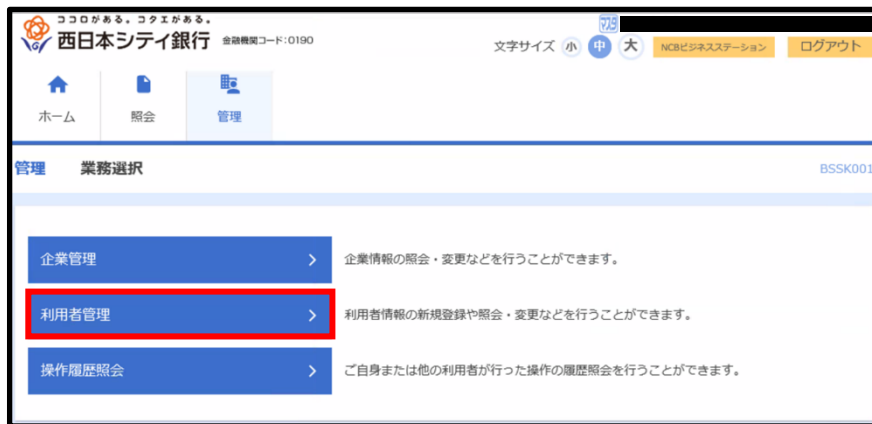 ココロがある。コタエがある。
西日本シティ銀行 金融機関コード:0190
文字サイズ 小 中 大 NCBビジネスステーション ログアウト
ホーム 照会 管理
管理 業務選択 BSSK001
企業管理 企業情報の照会・変更などを行うことができます。
利用者管理 利用者情報の新規登録や照会・変更などを行うことができます。
操作履歴照会 ご自身または他の利用者が行った操作の履歴照会を行うことができます。